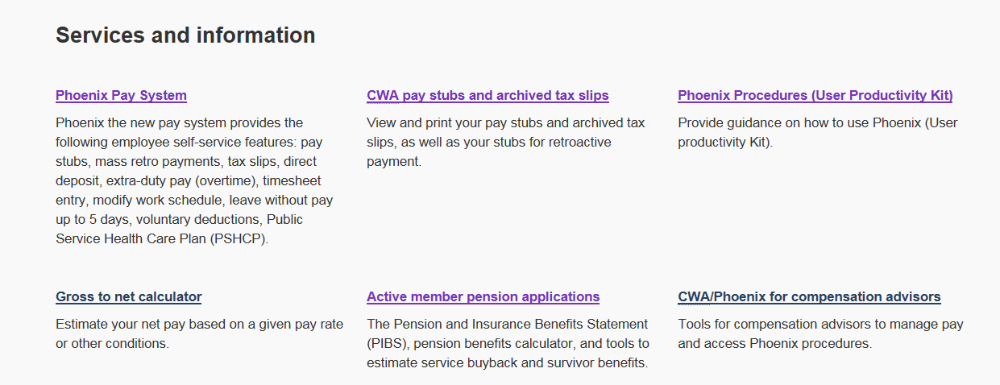 Services and information
Phoenix Pay System
Phoenix the new pay system provides the
following employee self-service features: pay
stubs, mass retro payments, tax slips, direct
deposit, extra-duty pay (overtime), timesheet
entry, modify work schedule, leave without pay
up to 5 days, voluntary deductions, Public
Service Health Care Plan (PSHCP).
CWA pay stubs and archived tax slips
View and print your pay stubs and archived tax
slips, as well as your stubs for retroactive
payment.
Phoenix Procedures (User Productivity Kit)
Provide guidance on how to use Phoenix (User
productivity Kit).
Gross to net calculator
Estimate your net pay based on a given pay rate
or other conditions.
Active member pension applications
The Pension and Insurance Benefits Statement
(PIBS), pension benefits calculator, and tools to
estimate service buyback and survivor benefits.
CWA/Phoenix for compensation advisors
Tools for compensation advisors to manage pay
and access Phoenix procedures.